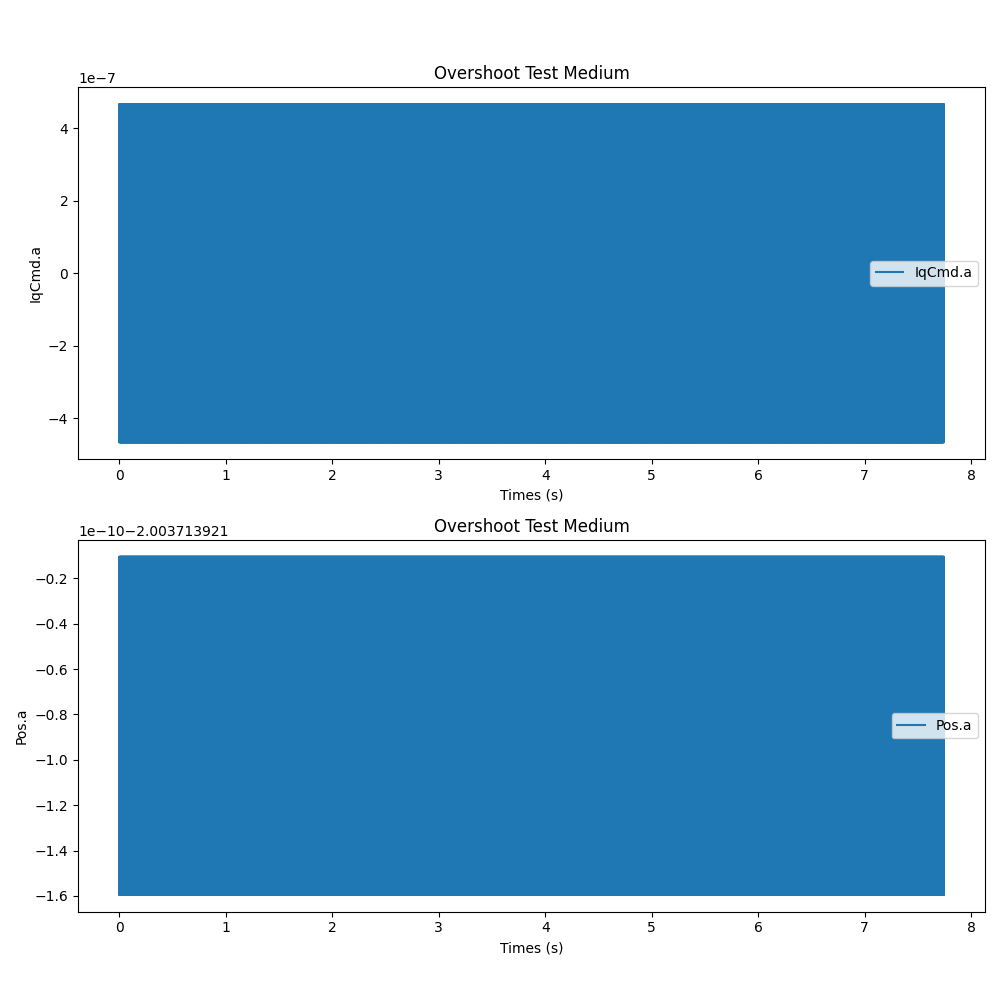 Overshoot Test Medium
1e−7
4
2
0
−2
−4
IqCmd.a
IqCmd.a
0 1 2 3 4 5 6 7 8
Times (s)
Overshoot Test Medium
1e−10−2.003713921
−0.2
−0.4
−0.6
−0.8
−1.0
−1.2
−1.4
−1.6
Pos.a
Pos.a
0 1 2 3 4 5 6 7 8
Times (s)